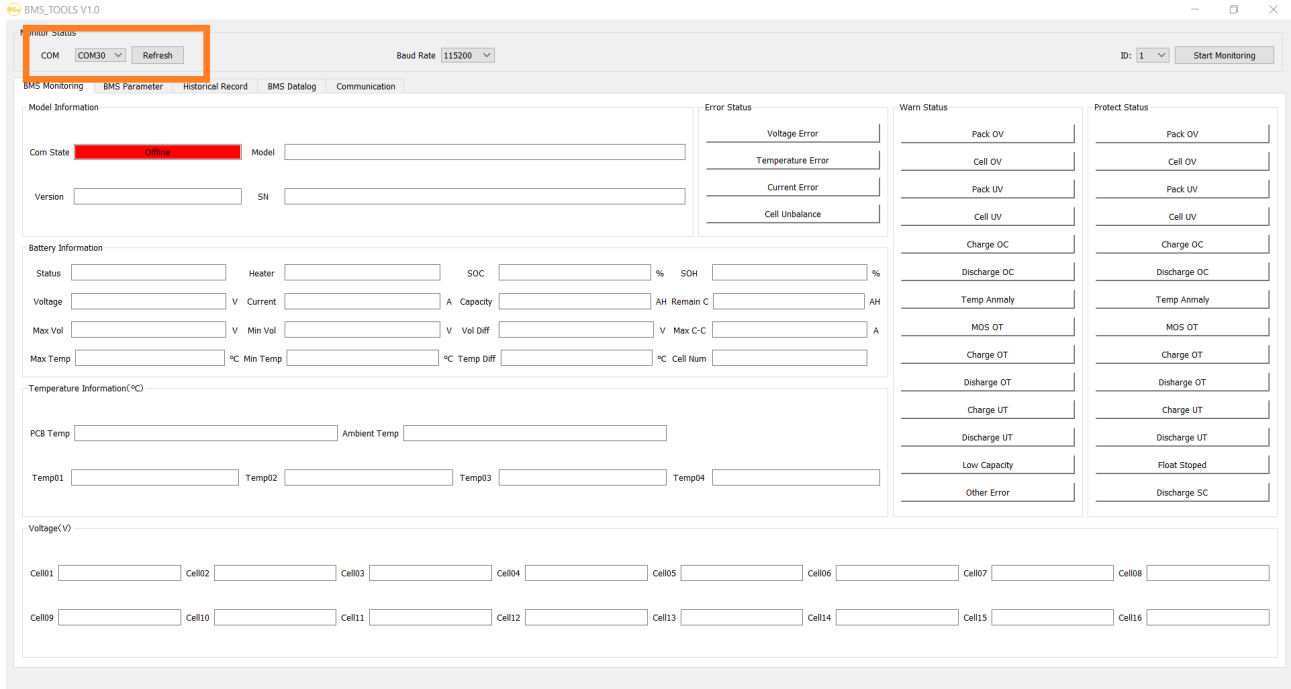 BMS_TOOLS V1.0
Monitor Status
COM COM30 Refresh Baud Rate 115200 ID: 1 Start Monitoring
BMS Monitoring BMS Parameter Historical Record BMS Datalog Communication
Model Information
Com State Offline Model
Version SN
Error Status
Voltage Error
Temperature Error
Current Error
Cell Unbalance
Warn Status
Pack OV
Cell OV
Pack UV
Cell UV
Charge OC
Discharge OC
Temp Anmaly
MOS OT
Charge OT
Disharge OT
Charge UT
Discharge UT
Low Capacity
Other Error
Protect Status
Pack OV
Cell OV
Pack UV
Cell UV
Charge OC
Discharge OC
Temp Anmaly
MOS OT
Charge OT
Disharge OT
Charge UT
Discharge UT
Float Stoped
Discharge SC
Battery Information
Status Heater SOC % SOH %
Voltage V Current A Capacity AH Remain C AH
Max Vol V Min Vol V Vol Diff V Max C-C A
Max Temp ºC Min Temp ºC Temp Diff ºC Cell Num
Temperature Information(ºC)
PCB Temp Ambient Temp
Temp01 Temp02 Temp03 Temp04
Voltage(V)
Cell01 Cell02 Cell03 Cell04 Cell05 Cell06 Cell07 Cell08
Cell09 Cell10 Cell11 Cell12 Cell13 Cell14 Cell15 Cell16